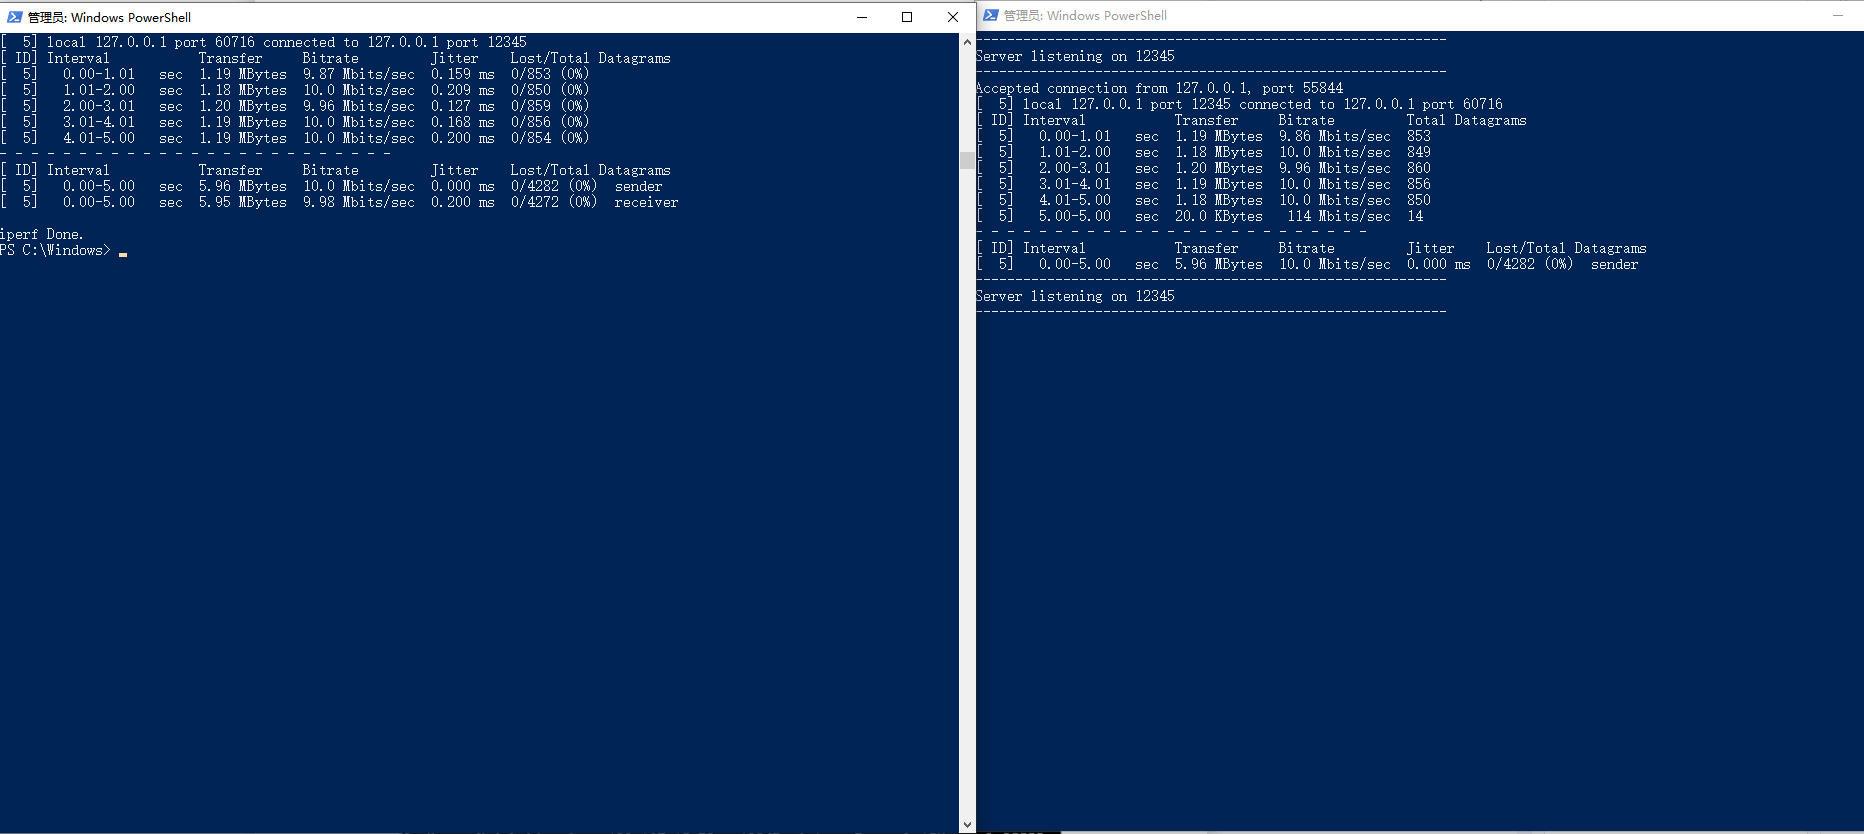 管理员: Windows PowerShell
[  5] local 127.0.0.1 port 60716 connected to 127.0.0.1 port 12345
[ ID] Interval           Transfer     Bitrate         Jitter    Lost/Total Datagrams
[  5]   0.00-1.01   sec  1.19 MBytes  9.87 Mbits/sec  0.159 ms  0/853 (0%)
[  5]   1.01-2.00   sec  1.18 MBytes  10.0 Mbits/sec  0.209 ms  0/850 (0%)
[  5]   2.00-3.01   sec  1.20 MBytes  9.96 Mbits/sec  0.127 ms  0/859 (0%)
[  5]   3.01-4.01   sec  1.19 MBytes  10.0 Mbits/sec  0.168 ms  0/856 (0%)
[  5]   4.01-5.00   sec  1.19 MBytes  10.0 Mbits/sec  0.200 ms  0/854 (0%)
- - - - - - - - - - - - - - - - - - - - - - - - -
[ ID] Interval           Transfer     Bitrate         Jitter    Lost/Total Datagrams
[  5]   0.00-5.00   sec  5.96 MBytes  10.0 Mbits/sec  0.000 ms  0/4282 (0%)  sender
[  5]   0.00-5.00   sec  5.95 MBytes  9.98 Mbits/sec  0.200 ms  0/4272 (0%)  receiver
iperf Done.
PS C:\Windows>
管理员: Windows PowerShell
-----------------------------------------------------------
Server listening on 12345
-----------------------------------------------------------
Accepted connection from 127.0.0.1, port 55844
[  5] local 127.0.0.1 port 12345 connected to 127.0.0.1 port 60716
[ ID] Interval           Transfer     Bitrate         Total Datagrams
[  5]   0.00-1.01   sec  1.19 MBytes  9.86 Mbits/sec  853
[  5]   1.01-2.00   sec  1.18 MBytes  10.0 Mbits/sec  849
[  5]   2.00-3.01   sec  1.20 MBytes  9.96 Mbits/sec  860
[  5]   3.01-4.01   sec  1.19 MBytes  10.0 Mbits/sec  856
[  5]   4.01-5.00   sec  1.18 MBytes  10.0 Mbits/sec  850
[  5]   5.00-5.00   sec  20.0 KBytes   114 Mbits/sec  14
- - - - - - - - - - - - - - - - - - - - - - - - -
[ ID] Interval           Transfer     Bitrate         Jitter    Lost/Total Datagrams
[  5]   0.00-5.00   sec  5.96 MBytes  10.0 Mbits/sec  0.000 ms  0/4282 (0%)  sender
-----------------------------------------------------------
Server listening on 12345
-----------------------------------------------------------